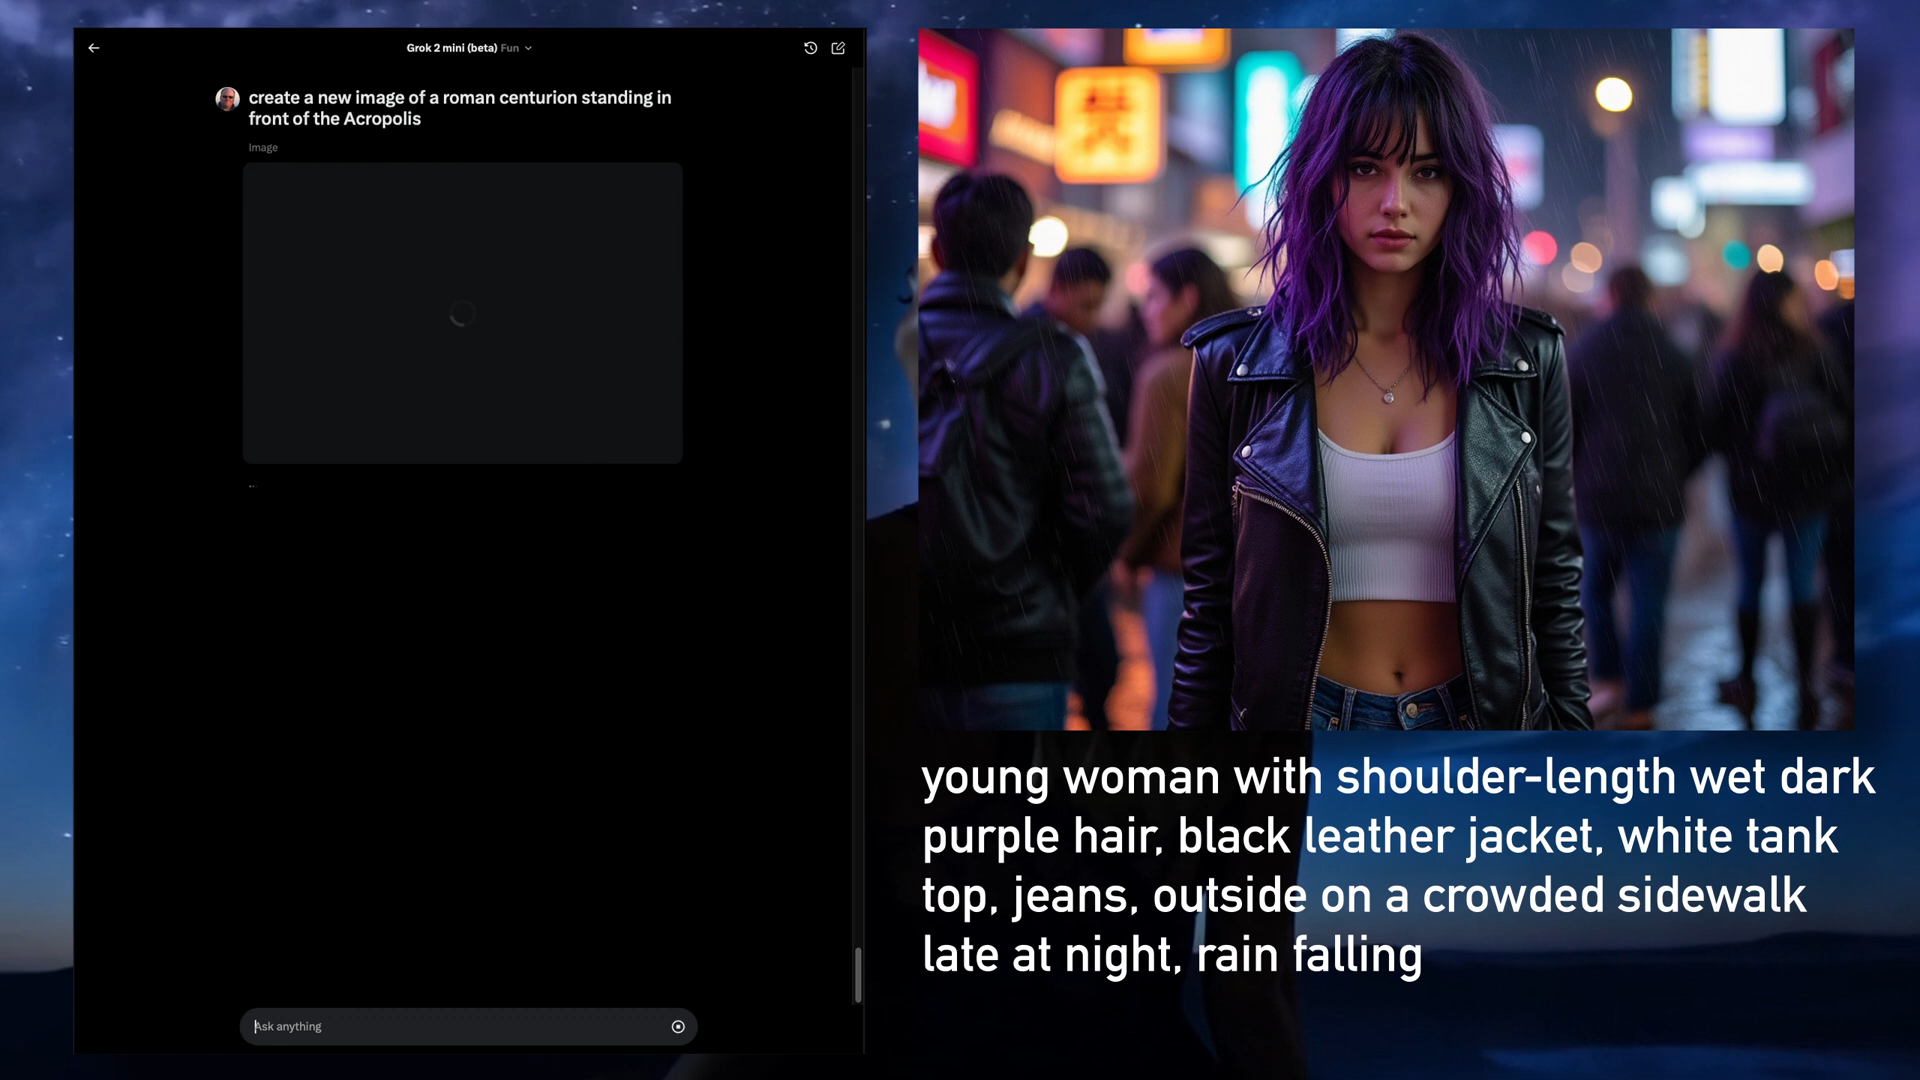 Grok 2 mini (beta) Fun
create a new image of a roman centurion standing in
front of the Acropolis
Image
Ask anything
young woman with shoulder-length wet dark
purple hair, black leather jacket, white tank
top, jeans, outside on a crowded sidewalk
late at night, rain falling